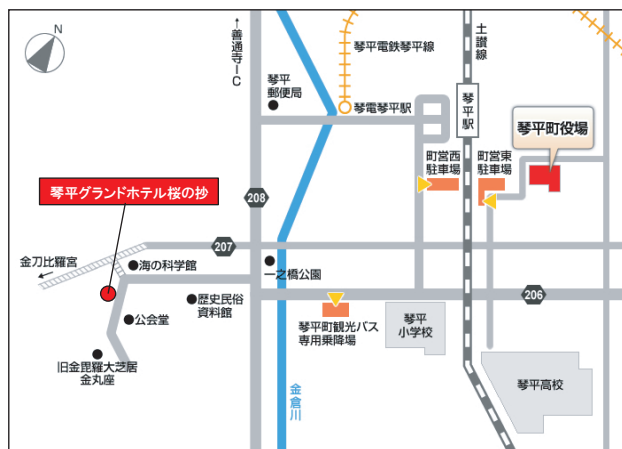 N
↑善通寺IC
琴平
郵便局
琴平電鉄琴平線
土讃線
琴電琴平駅
琴平駅
琴平町役場
町営西
駐車場
町営東
駐車場
琴平グランドホテル桜の抄
208
207
金刀比羅宮
海の科学館
一之橋公園
206
歴史民俗
資料館
公会堂
琴平町観光バス
専用乗降場
琴平
小学校
旧金毘羅大芝居
金丸座
金倉川
琴平高校